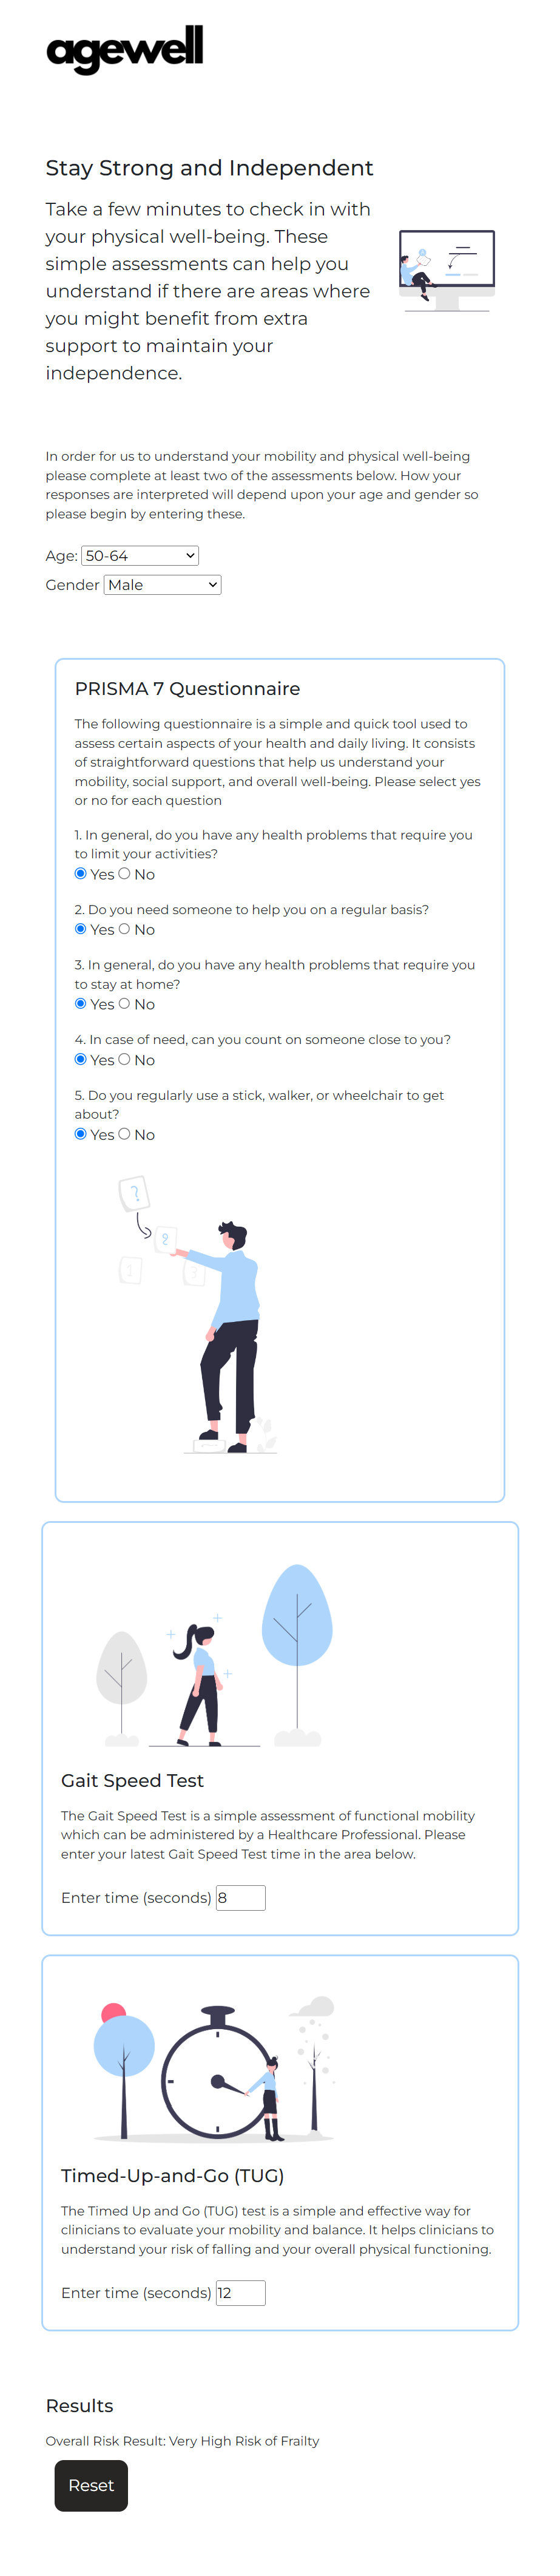 agewell
Stay Strong and Independent
Take a few minutes to check in with
your physical well-being. These
simple assessments can help you
understand if there are areas where
you might benefit from extra
support to maintain your
independence.
In order for us to understand your mobility and physical well-being
please complete at least two of the assessments below. How your
responses are interpreted will depend upon your age and gender so
please begin by entering these.
Age: 50-64
Gender Male
PRISMA 7 Questionnaire
The following questionnaire is a simple and quick tool used to
assess certain aspects of your health and daily living. It consists
of straightforward questions that help us understand your
mobility, social support, and overall well-being. Please select yes
or no for each question
1. In general, do you have any health problems that require you
to limit your activities?
Yes No
2. Do you need someone to help you on a regular basis?
Yes No
3. In general, do you have any health problems that require you
to stay at home?
Yes No
4. In case of need, can you count on someone close to you?
Yes No
5. Do you regularly use a stick, walker, or wheelchair to get
about?
Yes No
?
2
1 3
Gait Speed Test
The Gait Speed Test is a simple assessment of functional mobility
which can be administered by a Healthcare Professional. Please
enter your latest Gait Speed Test time in the area below.
Enter time (seconds) 8
Timed-Up-and-Go (TUG)
The Timed Up and Go (TUG) test is a simple and effective way for
clinicians to evaluate your mobility and balance. It helps clinicians to
understand your risk of falling and your overall physical functioning.
Enter time (seconds) 12
Results
Overall Risk Result: Very High Risk of Frailty
Reset